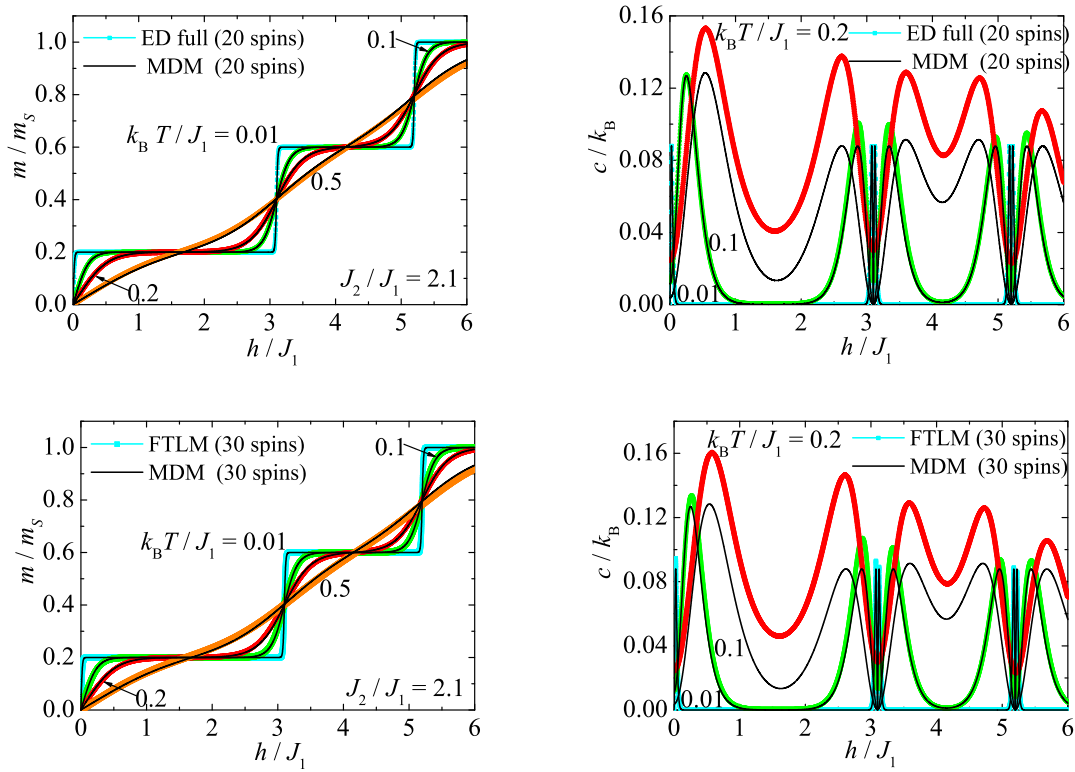 ED full (20 spins)
MDM (20 spins)
0.1
k_B T / J_1 = 0.01
0.5
0.2
J_2 / J_1 = 2.1
m / m_S
1.0
0.8
0.6
0.4
0.2
0.0
0 1 2 3 4 5 6
h / J_1
k_B T / J_1 = 0.2
ED full (20 spins)
MDM (20 spins)
0.1
0.01
c / k_B
0.16
0.12
0.08
0.04
0.00
0 1 2 3 4 5 6
h / J_1
FTLM (30 spins)
MDM (30 spins)
0.1
k_B T / J_1 = 0.01
0.5
0.2
J_2 / J_1 = 2.1
m / m_S
1.0
0.8
0.6
0.4
0.2
0.0
0 1 2 3 4 5 6
h / J_1
k_B T / J_1 = 0.2
FTLM (30 spins)
MDM (30 spins)
0.1
0.01
c / k_B
0.16
0.12
0.08
0.04
0.00
0 1 2 3 4 5 6
h / J_1